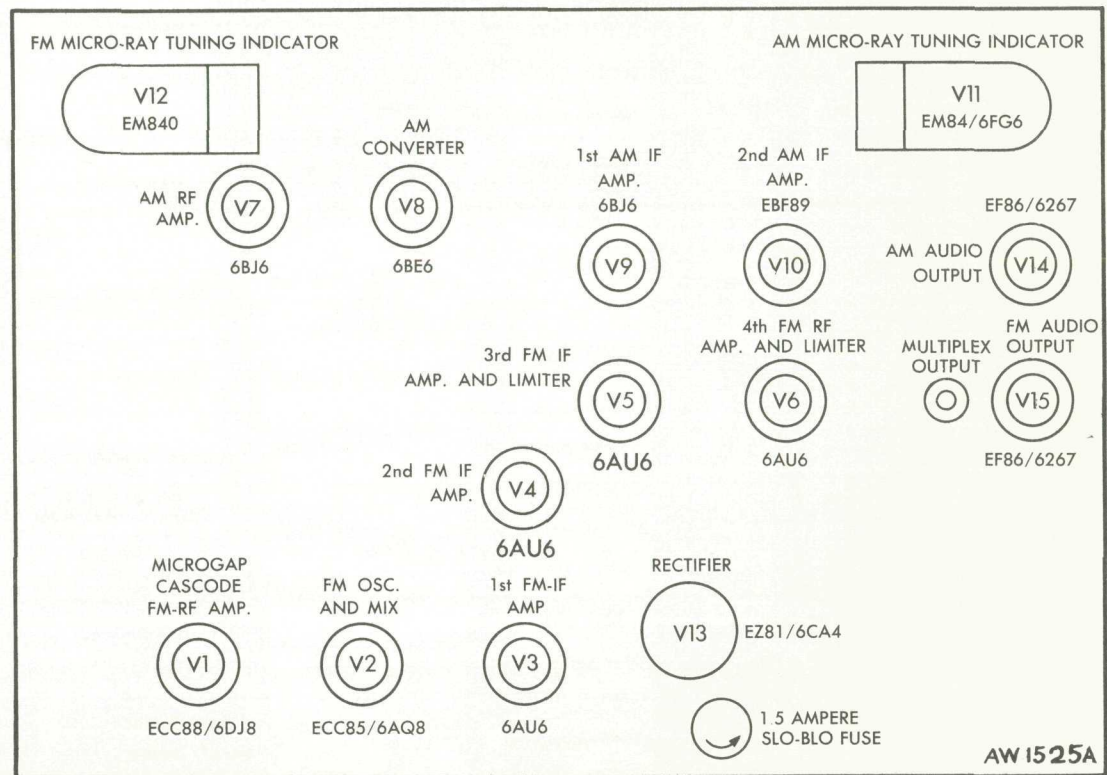 FM MICRO-RAY TUNING INDICATOR
V12
EM840
AM MICRO-RAY TUNING INDICATOR
V11
EM84/6FG6
AM RF
AMP.
V7
6BJ6
AM
CONVERTER
V8
6BE6
1st AM IF
AMP.
6BJ6
V9
2nd AM IF
AMP.
EBF89
V10
EF86/6267
AM AUDIO
OUTPUT
V14
3rd FM IF
AMP. AND LIMITER
V5
6AU6
4th FM RF
AMP. AND LIMITER
V6
6AU6
MULTIPLEX
OUTPUT
FM AUDIO
OUTPUT
V15
EF86/6267
2nd FM IF
AMP.
V4
6AU6
MICROGAP
CASCODE
FM-RF AMP.
V1
ECC88/6DJ8
FM OSC.
AND MIX
V2
ECC85/6AQ8
1st FM-IF
AMP
V3
6AU6
RECTIFIER
V13
EZ81/6CA4
1.5 AMPERE
SLO-BLO FUSE
AW1525A